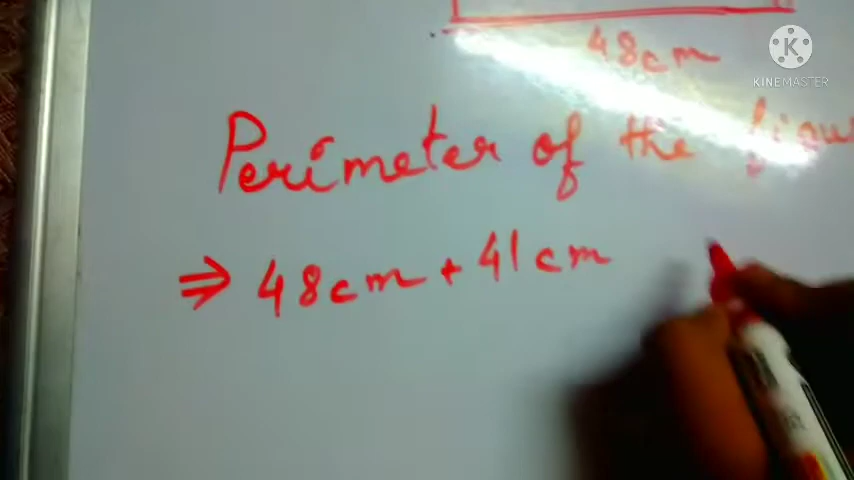 48cm
K
KINEMASTER
Perimeter of the
⇒ 48cm + 41cm